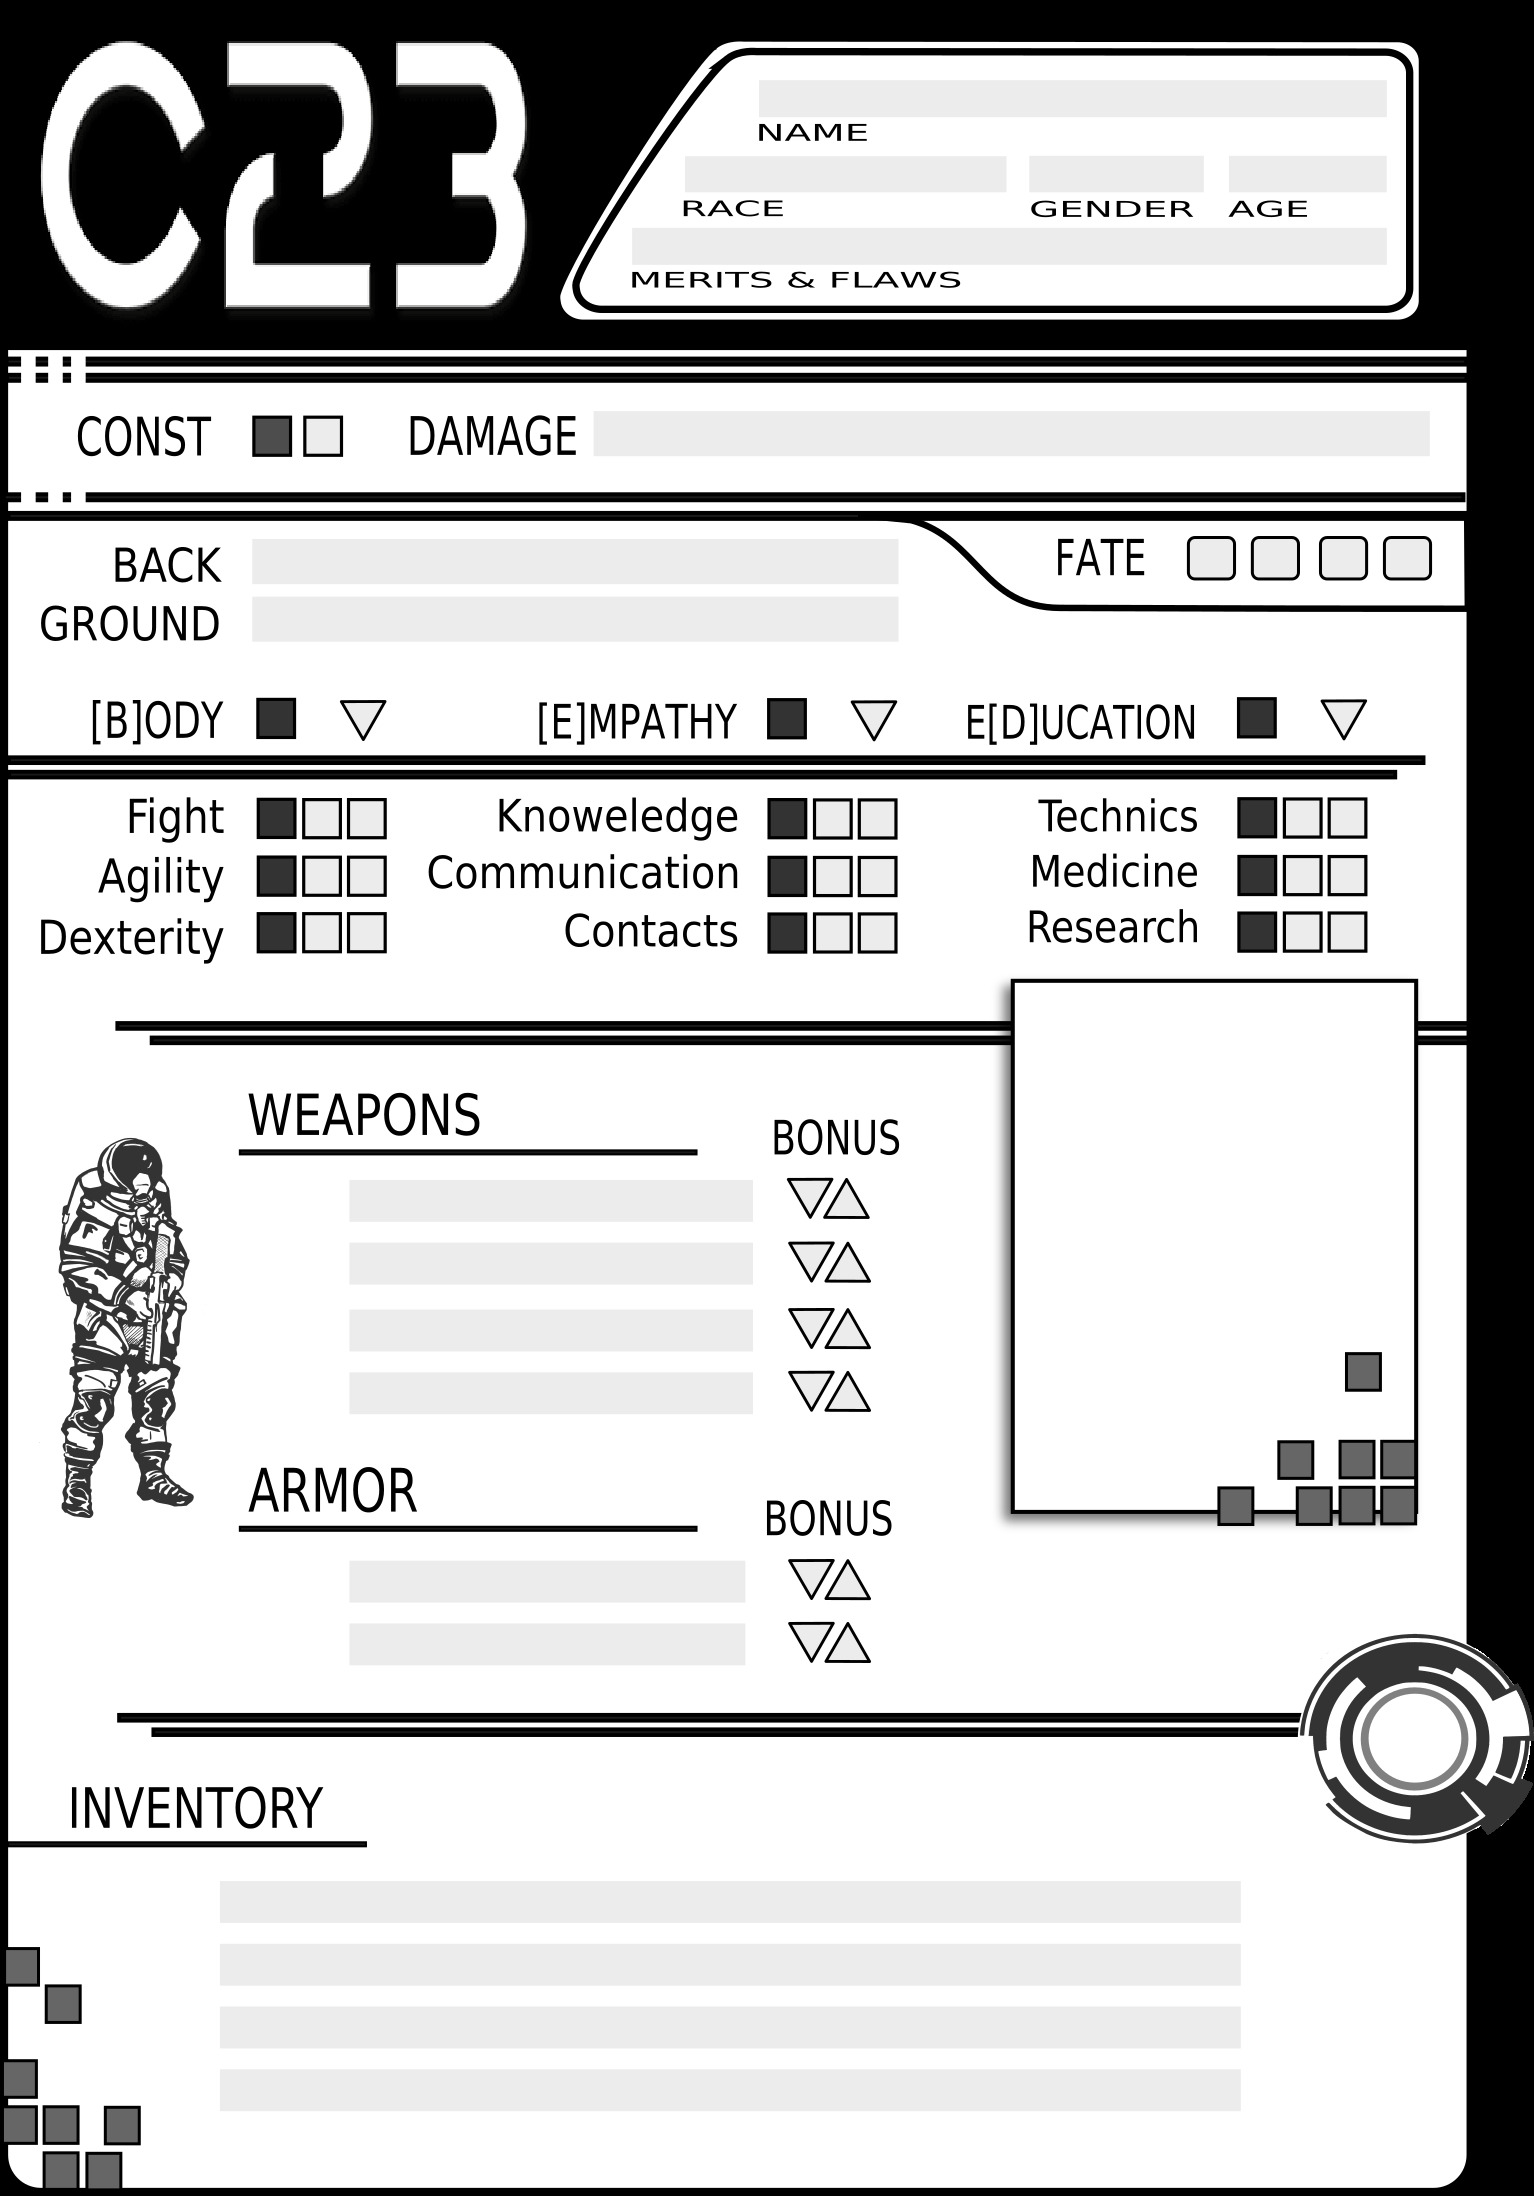 C23
NAME
RACE GENDER AGE
MERITS & FLAWS
CONST DAMAGE
BACK
GROUND
FATE
[B]ODY [E]MPATHY E[D]UCATION
Fight Knoweledge Technics
Agility Communication Medicine
Dexterity Contacts Research
WEAPONS
BONUS
ARMOR
BONUS
INVENTORY